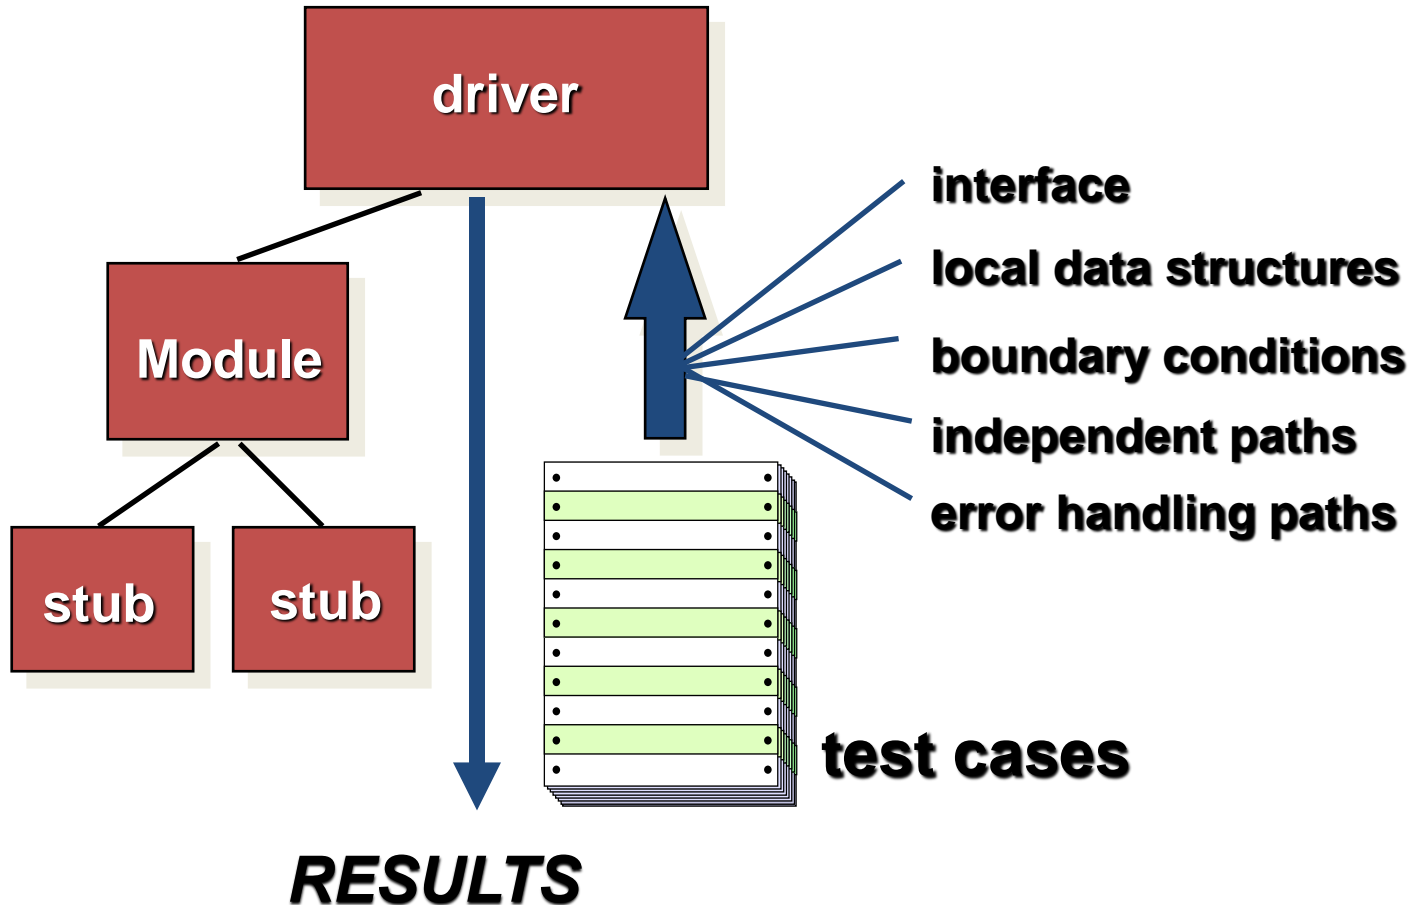 driver
interface
local data structures
Module
boundary conditions
independent paths
error handling paths
stub
stub
test cases
RESULTS